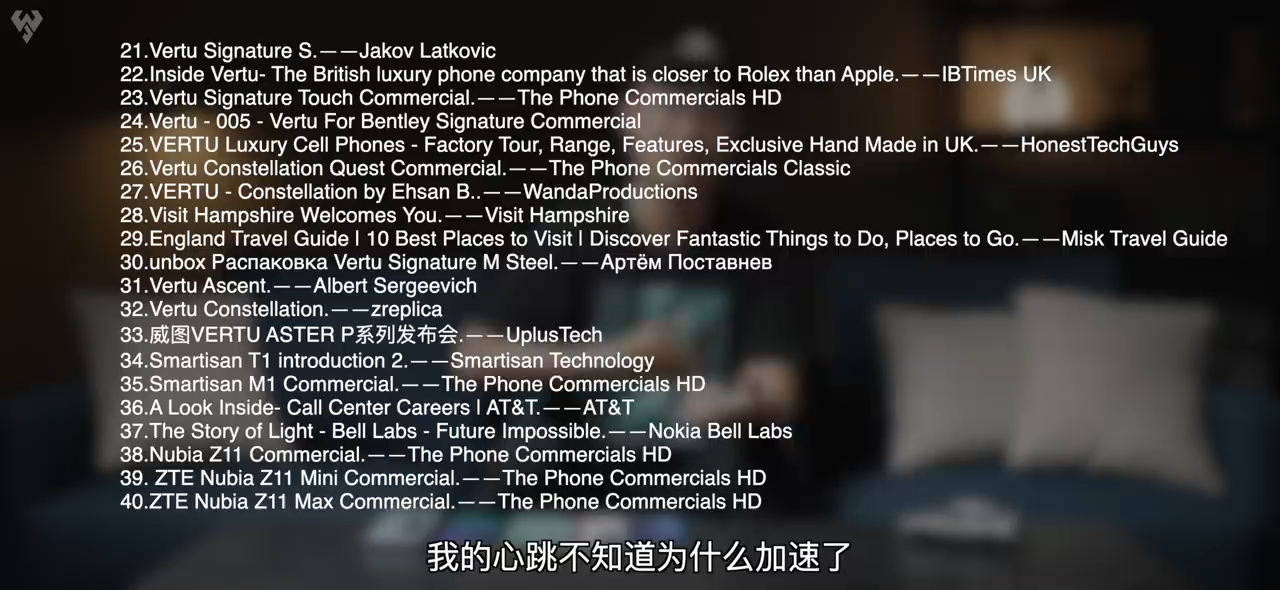 21.Vertu Signature S.——Jakov Latkovic
22.Inside Vertu- The British luxury phone company that is closer to Rolex than Apple.——IBTimes UK
23.Vertu Signature Touch Commercial.——The Phone Commercials HD
24.Vertu - 005 - Vertu For Bentley Signature Commercial
25.VERTU Luxury Cell Phones - Factory Tour, Range, Features, Exclusive Hand Made in UK.——HonestTechGuys
26.Vertu Constellation Quest Commercial.——The Phone Commercials Classic
27.VERTU - Constellation by Ehsan B..——WandaProductions
28.Visit Hampshire Welcomes You.——Visit Hampshire
29.England Travel Guide | 10 Best Places to Visit | Discover Fantastic Things to Do, Places to Go.——Misk Travel Guide
30.unbox Распаковка Vertu Signature M Steel.——Артём Поставнев
31.Vertu Ascent.——Albert Sergeevich
32.Vertu Constellation.——zreplica
33.威图VERTU ASTER P系列发布会.——UplusTech
34.Smartisan T1 introduction 2.——Smartisan Technology
35.Smartisan M1 Commercial.——The Phone Commercials HD
36.A Look Inside- Call Center Careers | AT&T.——AT&T
37.The Story of Light - Bell Labs - Future Impossible.——Nokia Bell Labs
38.Nubia Z11 Commercial.——The Phone Commercials HD
39. ZTE Nubia Z11 Mini Commercial.——The Phone Commercials HD
40.ZTE Nubia Z11 Max Commercial.——The Phone Commercials HD
我的心跳不知道为什么加速了